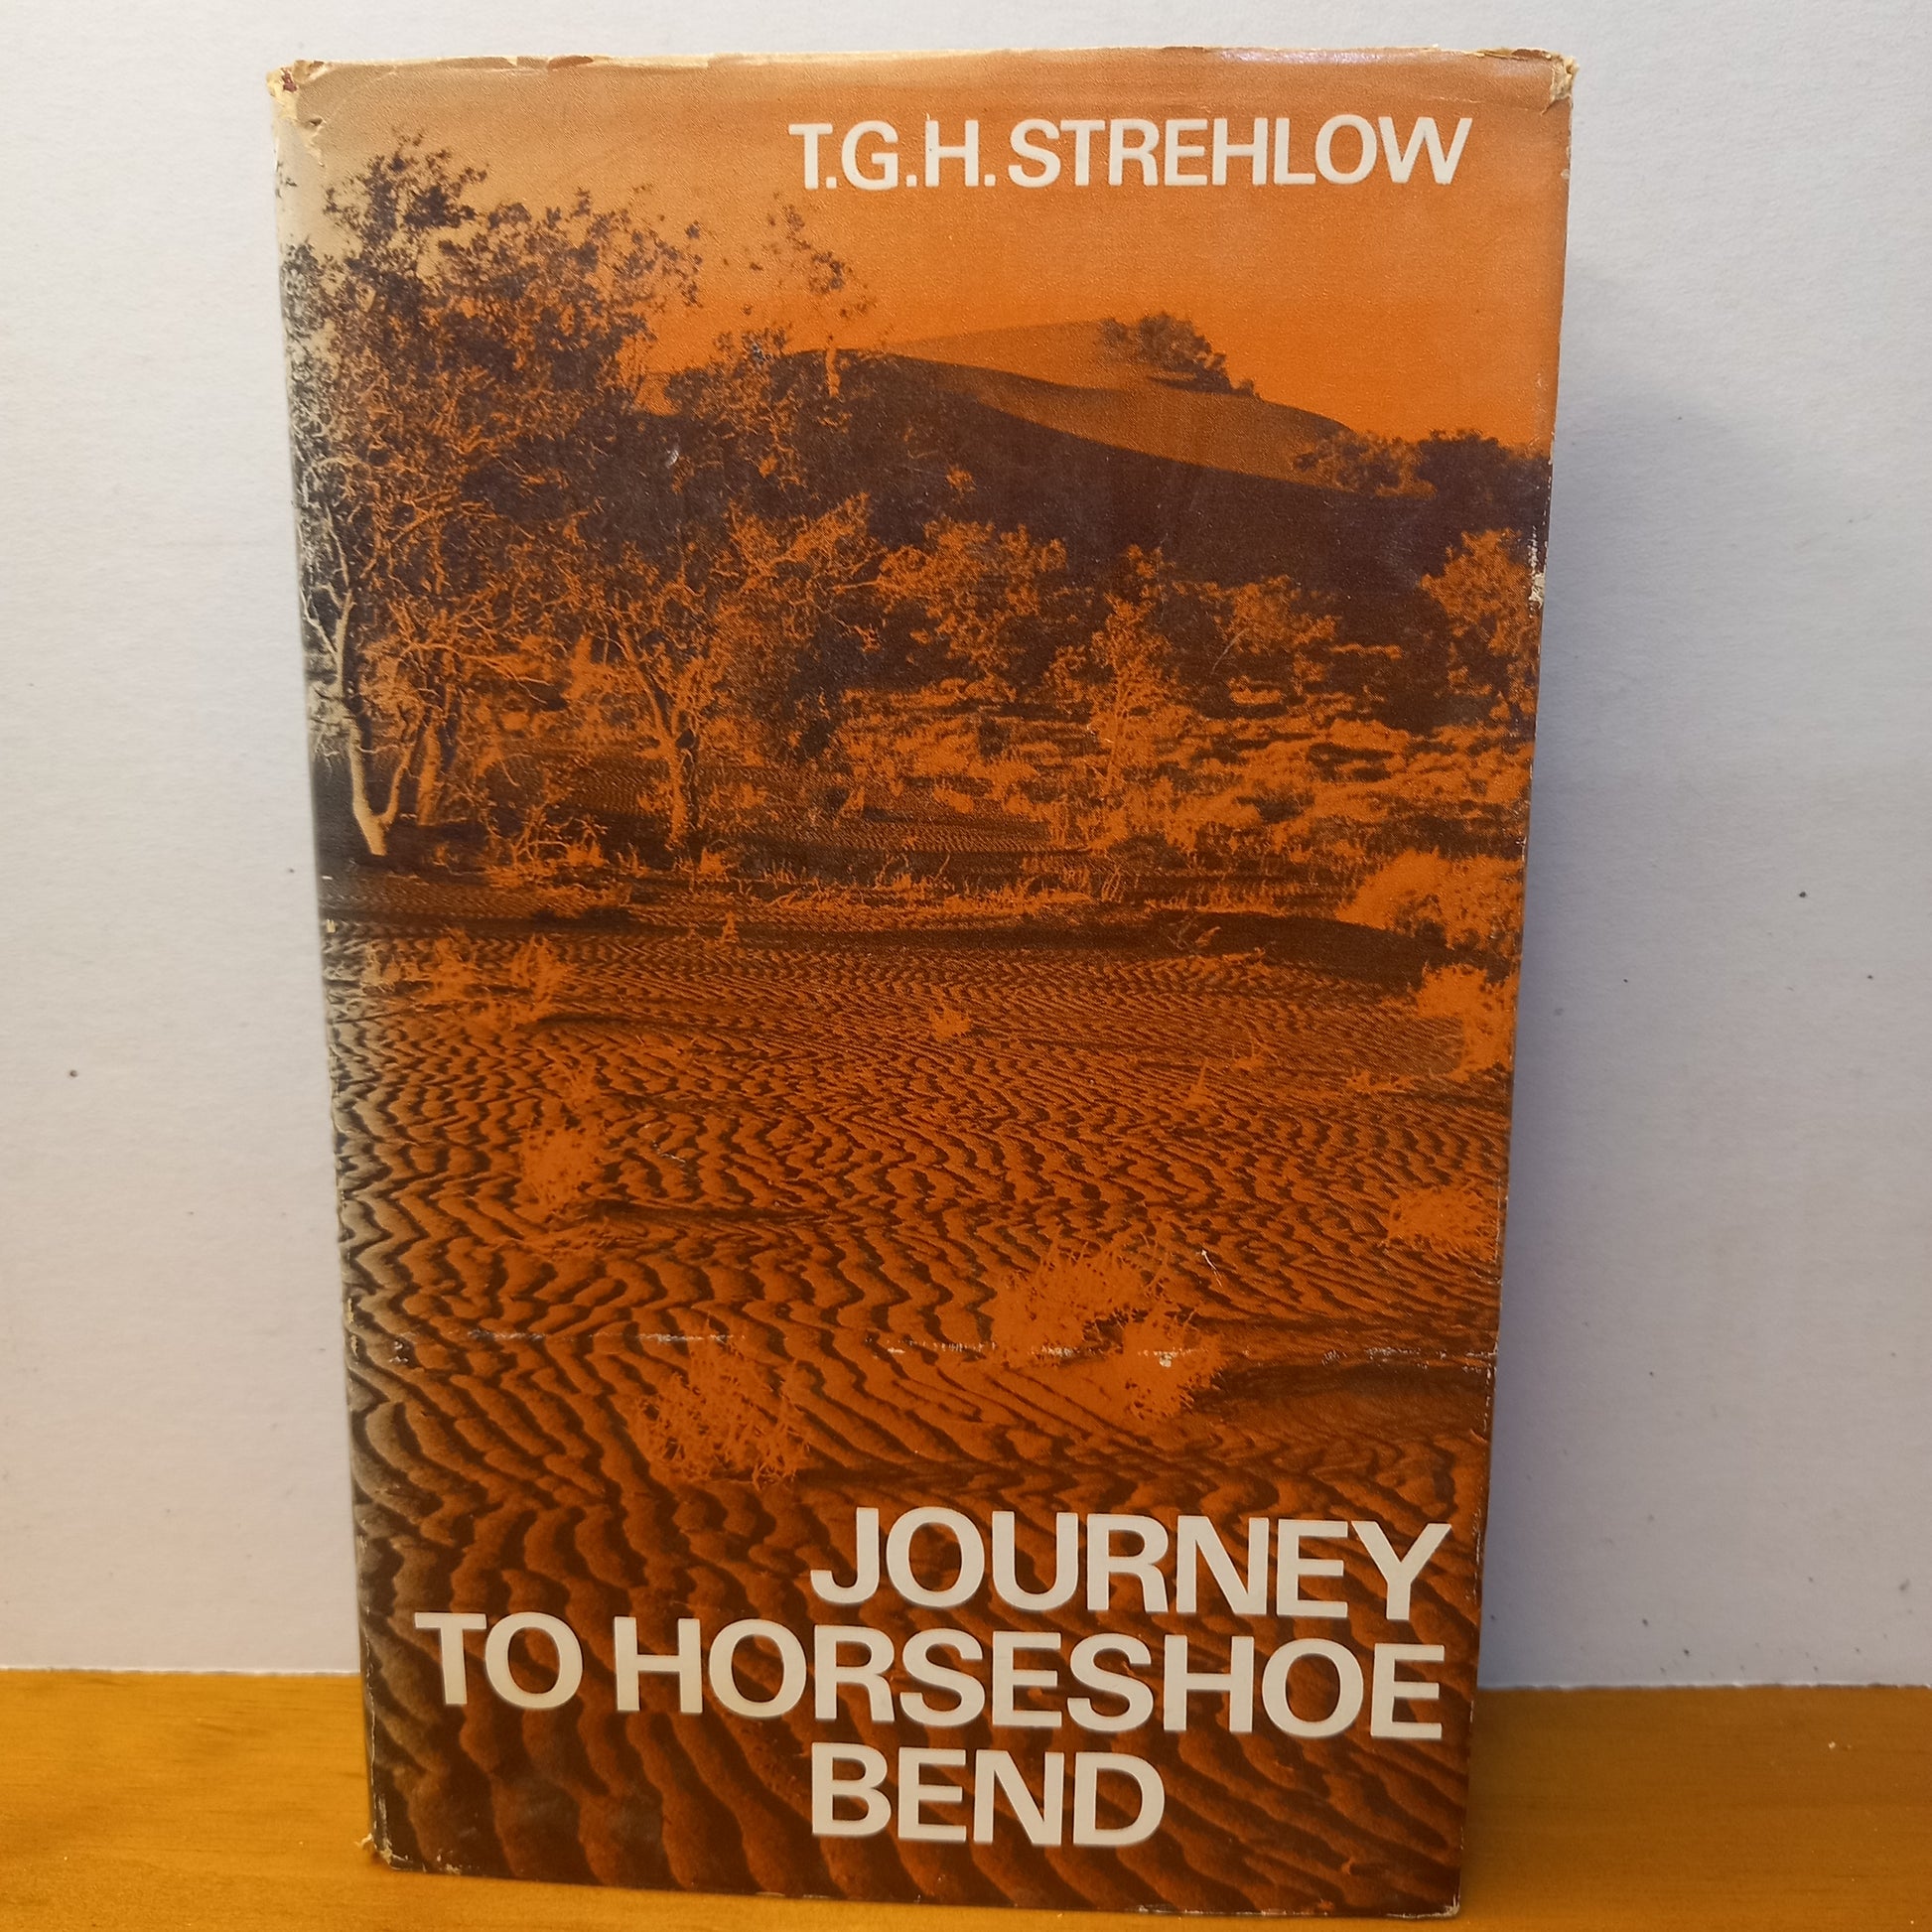 T.G.H. STREHLOW
JOURNEY
TO HORSESHOE
BEND